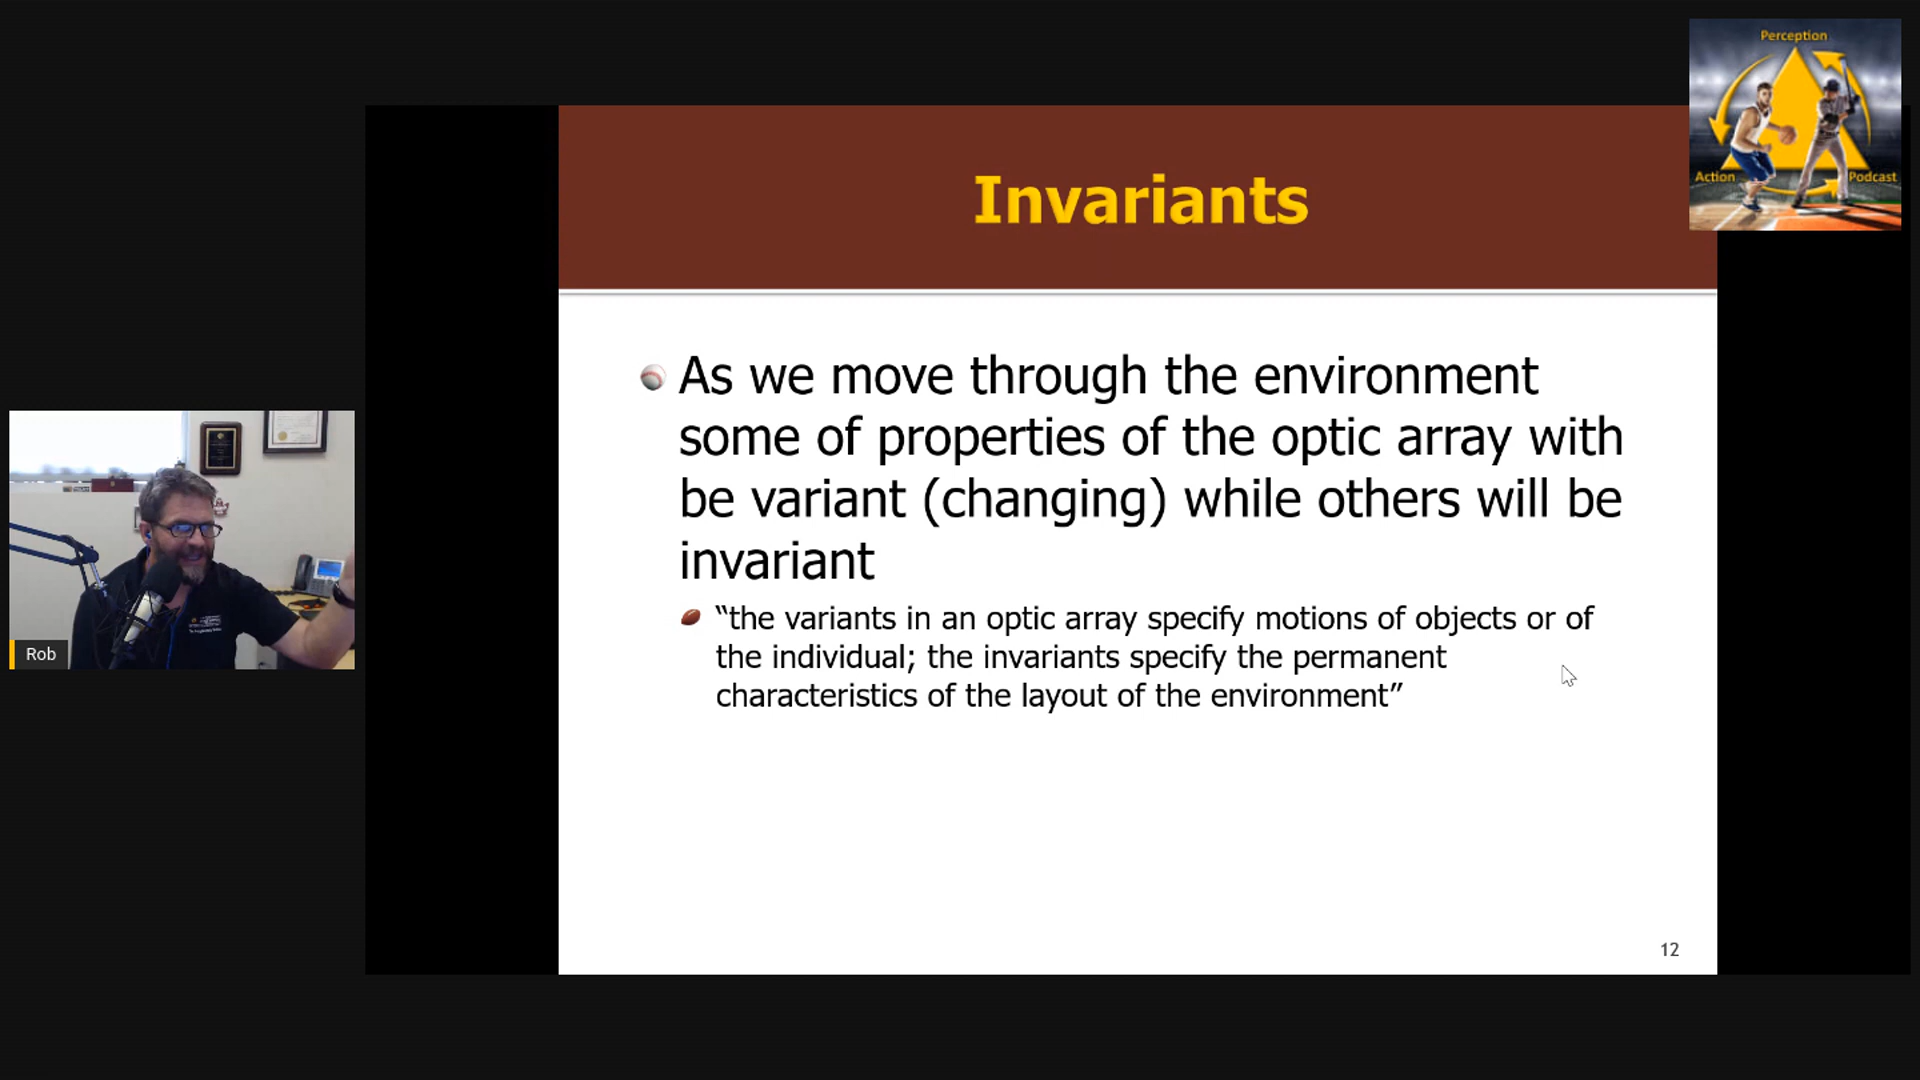 Perception
Action
Podcast
Invariants
As we move through the environment
some of properties of the optic array with
be variant (changing) while others will be
invariant
“the variants in an optic array specify motions of objects or of
the individual; the invariants specify the permanent
characteristics of the layout of the environment”
Rob
12